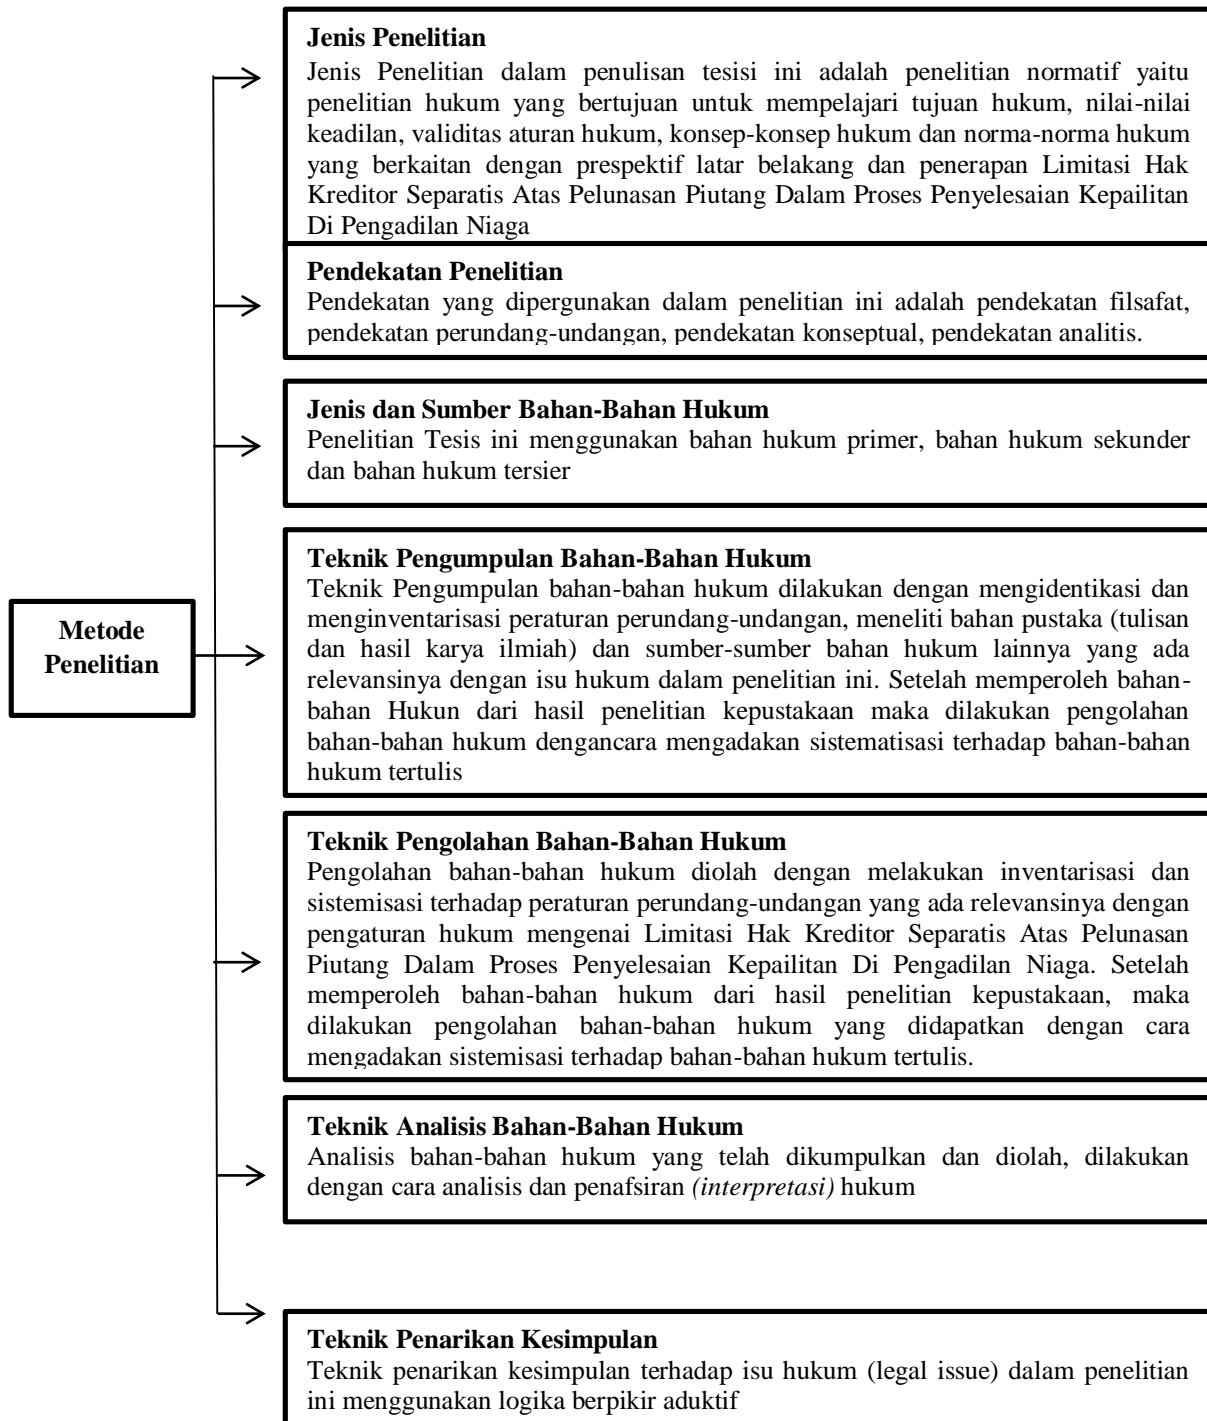 Jenis Penelitian
Jenis Penelitian dalam penulisan tesisi ini adalah penelitian normatif yaitu
penelitian hukum yang bertujuan untuk mempelajari tujuan hukum, nilai-nilai
keadilan, validitas aturan hukum, konsep-konsep hukum dan norma-norma hukum
yang berkaitan dengan prespektif latar belakang dan penerapan Limitasi Hak
Kreditor Separatis Atas Pelunasan Piutang Dalam Proses Penyelesaian Kepailitan
Di Pengadilan Niaga
Pendekatan Penelitian
Pendekatan yang dipergunakan dalam penelitian ini adalah pendekatan filsafat,
pendekatan perundang-undangan, pendekatan konseptual, pendekatan analitis.
Jenis dan Sumber Bahan-Bahan Hukum
Penelitian Tesis ini menggunakan bahan hukum primer, bahan hukum sekunder
dan bahan hukum tersier
Metode
Penelitian
Teknik Pengumpulan Bahan-Bahan Hukum
Teknik Pengumpulan bahan-bahan hukum dilakukan dengan mengidentikasi dan
menginventarisasi peraturan perundang-undangan, meneliti bahan pustaka (tulisan
dan hasil karya ilmiah) dan sumber-sumber bahan hukum lainnya yang ada
relevansinya dengan isu hukum dalam penelitian ini. Setelah memperoleh bahan-
bahan Hukun dari hasil penelitian kepustakaan maka dilakukan pengolahan
bahan-bahan hukum dengancara mengadakan sistematisasi terhadap bahan-bahan
hukum tertulis
Teknik Pengolahan Bahan-Bahan Hukum
Pengolahan bahan-bahan hukum diolah dengan melakukan inventarisasi dan
sistemisasi terhadap peraturan perundang-undangan yang ada relevansinya dengan
pengaturan hukum mengenai Limitasi Hak Kreditor Separatis Atas Pelunasan
Piutang Dalam Proses Penyelesaian Kepailitan Di Pengadilan Niaga. Setelah
memperoleh bahan-bahan hukum dari hasil penelitian kepustakaan, maka
dilakukan pengolahan bahan-bahan hukum yang didapatkan dengan cara
mengadakan sistemisasi terhadap bahan-bahan hukum tertulis.
Teknik Analisis Bahan-Bahan Hukum
Analisis bahan-bahan hukum yang telah dikumpulkan dan diolah, dilakukan
dengan cara analisis dan penafsiran (interpretasi) hukum
Teknik Penarikan Kesimpulan
Teknik penarikan kesimpulan terhadap isu hukum (legal issue) dalam penelitian
ini menggunakan logika berpikir aduktif